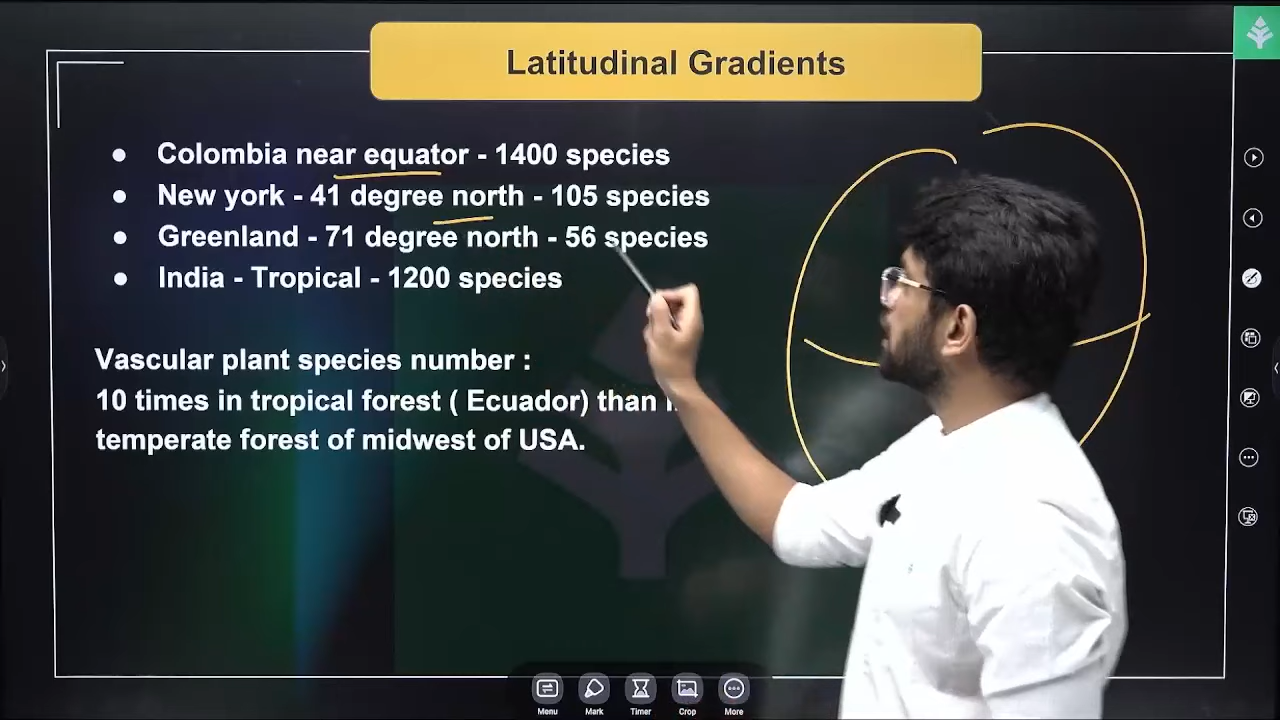 Latitudinal Gradients
● Colombia near equator - 1400 species
● New york - 41 degree north - 105 species
● Greenland - 71 degree north - 56 species
● India - Tropical - 1200 species
Vascular plant species number :
10 times in tropical forest ( Ecuador) than
temperate forest of midwest of USA.
Menu Mark Timer Crop More